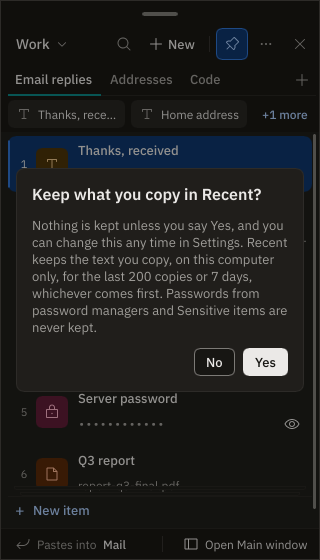 Work
New
Email replies Addresses Code
Thanks, rece... Home address +1 more
1 Thanks, received
Keep what you copy in Recent?
Nothing is kept unless you say Yes, and you
can change this any time in Settings. Recent
keeps the text you copy, on this computer
only, for the last 200 copies or 7 days,
whichever comes first. Passwords from
password managers and Sensitive items are
never kept.
No Yes
5 Server password
••••••••••••
6 Q3 report
report-q3-final.pdf
+ New item
Pastes into Mail Open Main window